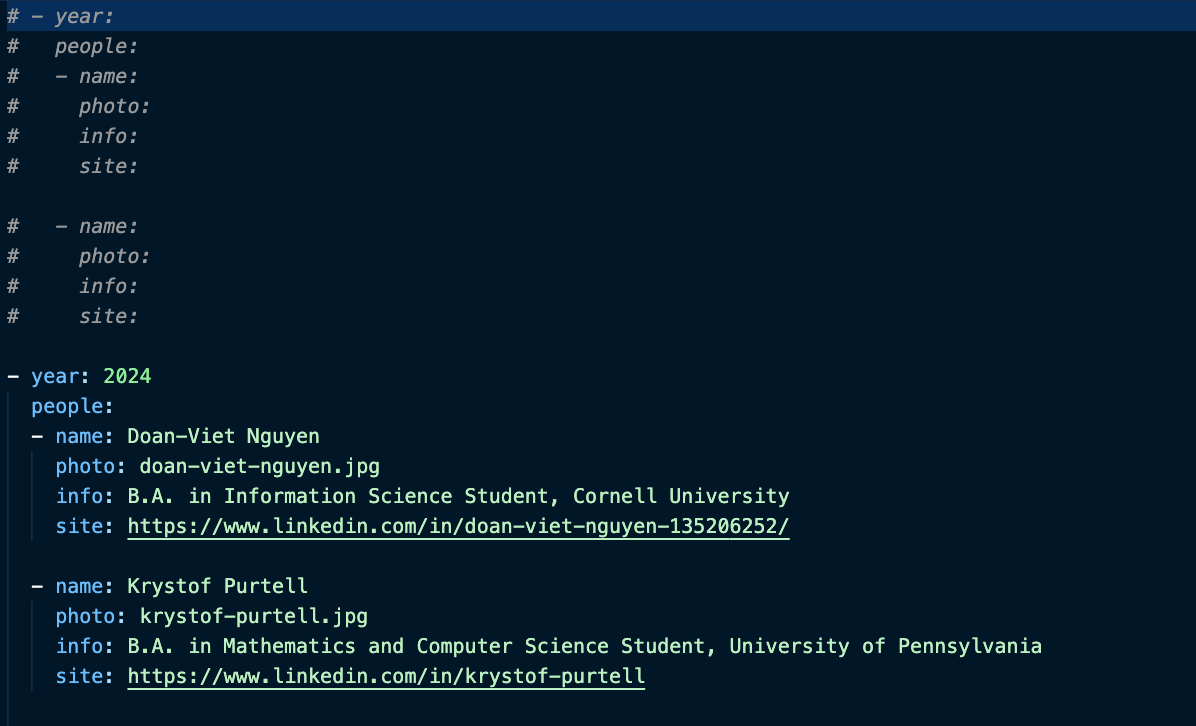 # - year:
#   people:
#   - name:
#     photo:
#     info:
#     site:

#   - name:
#     photo:
#     info:
#     site:

- year: 2024
  people:
  - name: Doan-Viet Nguyen
    photo: doan-viet-nguyen.jpg
    info: B.A. in Information Science Student, Cornell University
    site: https://www.linkedin.com/in/doan-viet-nguyen-135206252/

  - name: Krystof Purtell
    photo: krystof-purtell.jpg
    info: B.A. in Mathematics and Computer Science Student, University of Pennsylvania
    site: https://www.linkedin.com/in/krystof-purtell